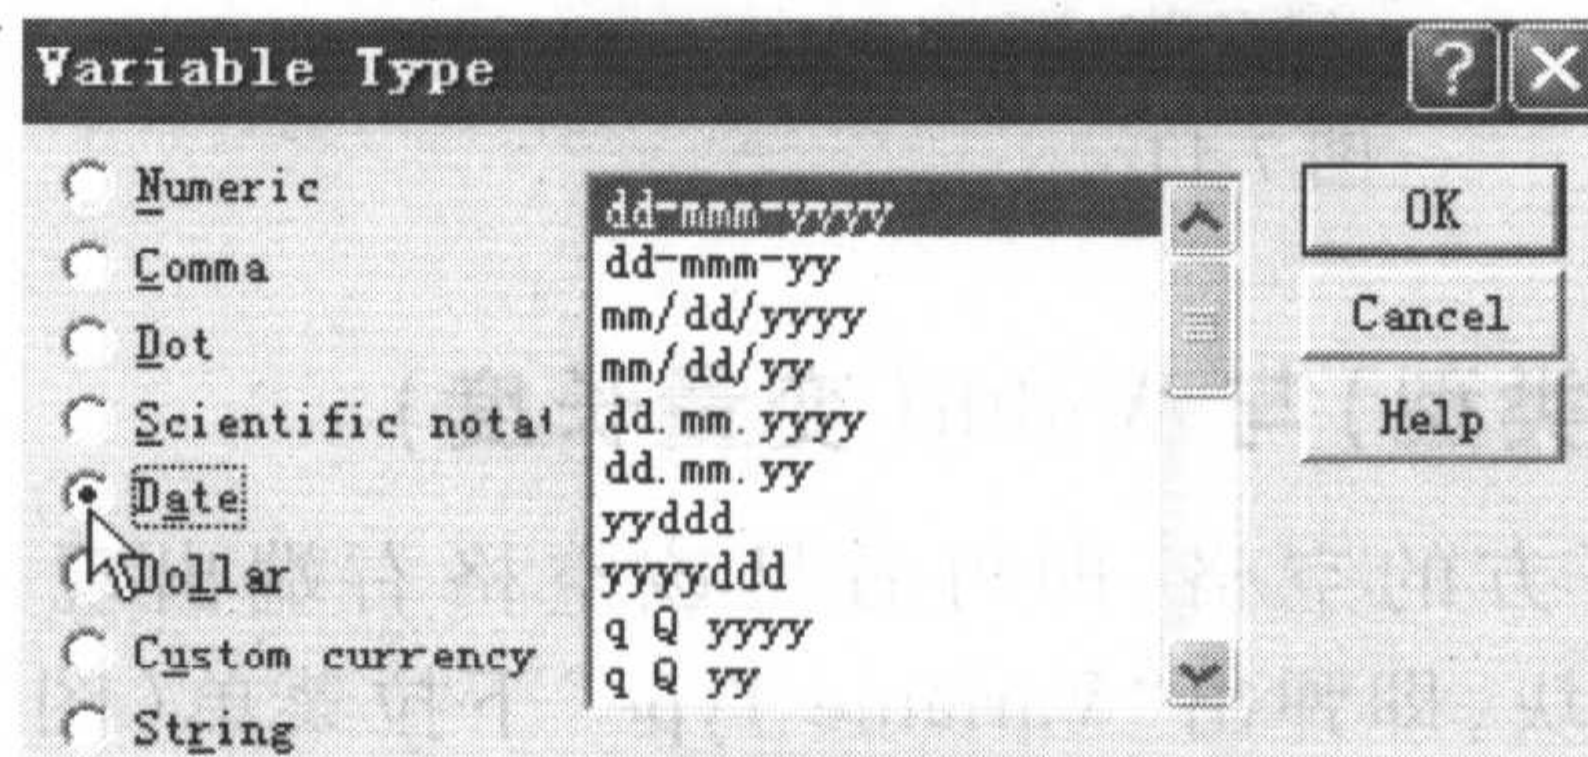 Variable Type
Numeric
Comma
Dot
Scientific notat
Date
Dollar
Custom currency
String
dd-mmm-yyyy
dd-mmm-yy
mm/dd/yyyy
mm/dd/yy
dd.mm.yyyy
dd.mm.yy
yyddd
yyyyddd
q Q yyyy
q Q yy
OK
Cancel
Help